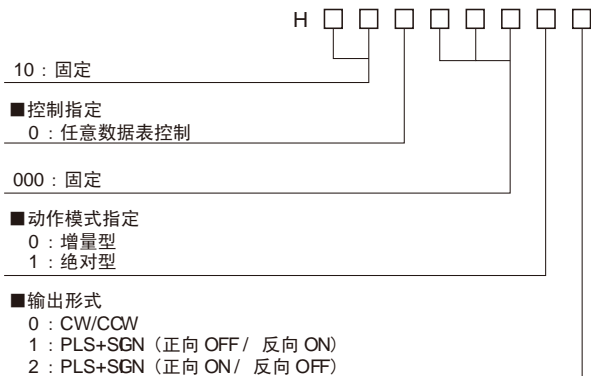 H □□□□□□□□
10：固定
■控制指定
0：任意数据表控制
000：固定
■动作模式指定
0：增量型
1：绝对型
■输出形式
0：CW/CCW
1：PLS+SGN（正向 OFF / 反向 ON）
2：PLS+SGN（正向 ON / 反向 OFF）